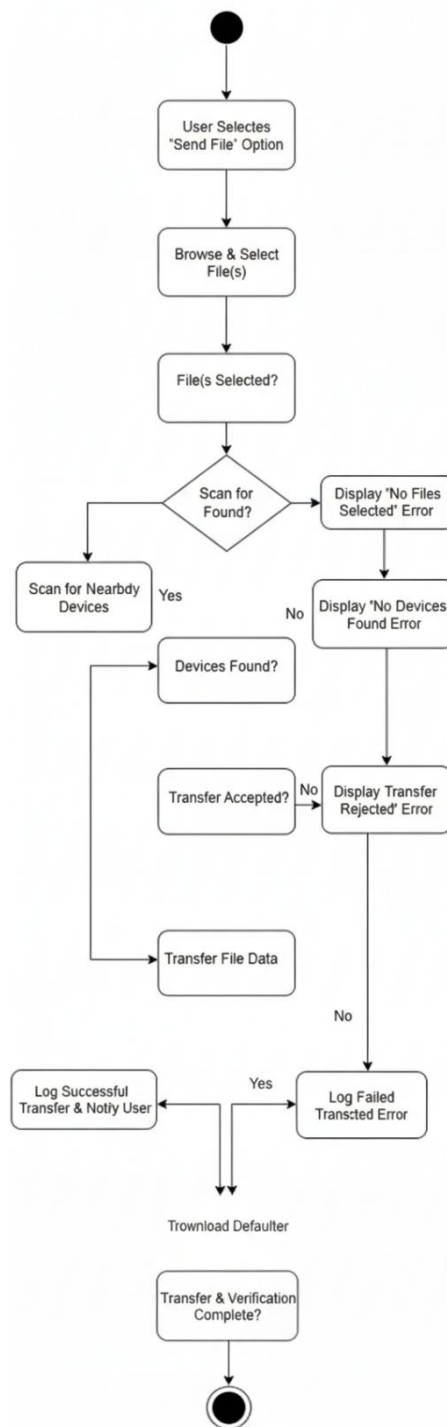 User Selectes
"Send File" Option
Browse & Select
File(s)
File(s Selected?
Scan for
Found?
Display "No Files
Selected" Error
Scan for Nearbdy
Devices
Yes
No
Display "No Devices
Found Error
Devices Found?
Transfer Accepted?
No
Display Transfer
Rejected' Error
Transfer File Data
No
Log Successful
Transfer & Notify User
Yes
Log Failed
Transcted Error
Trownload Defaulter
Transfer & Verification
Complete?